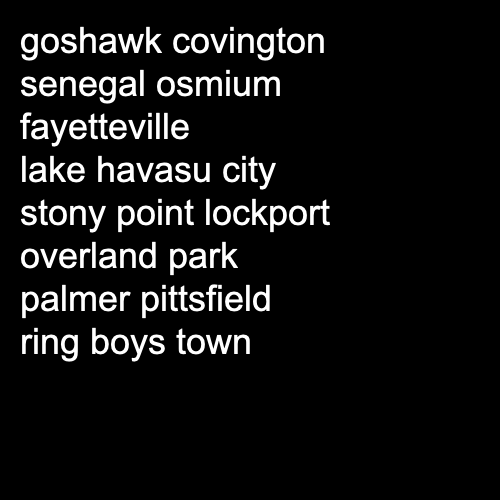 goshawk covington
senegal osmium
fayetteville
lake havasu city
stony point lockport
overland park
palmer pittsfield
ring boys town